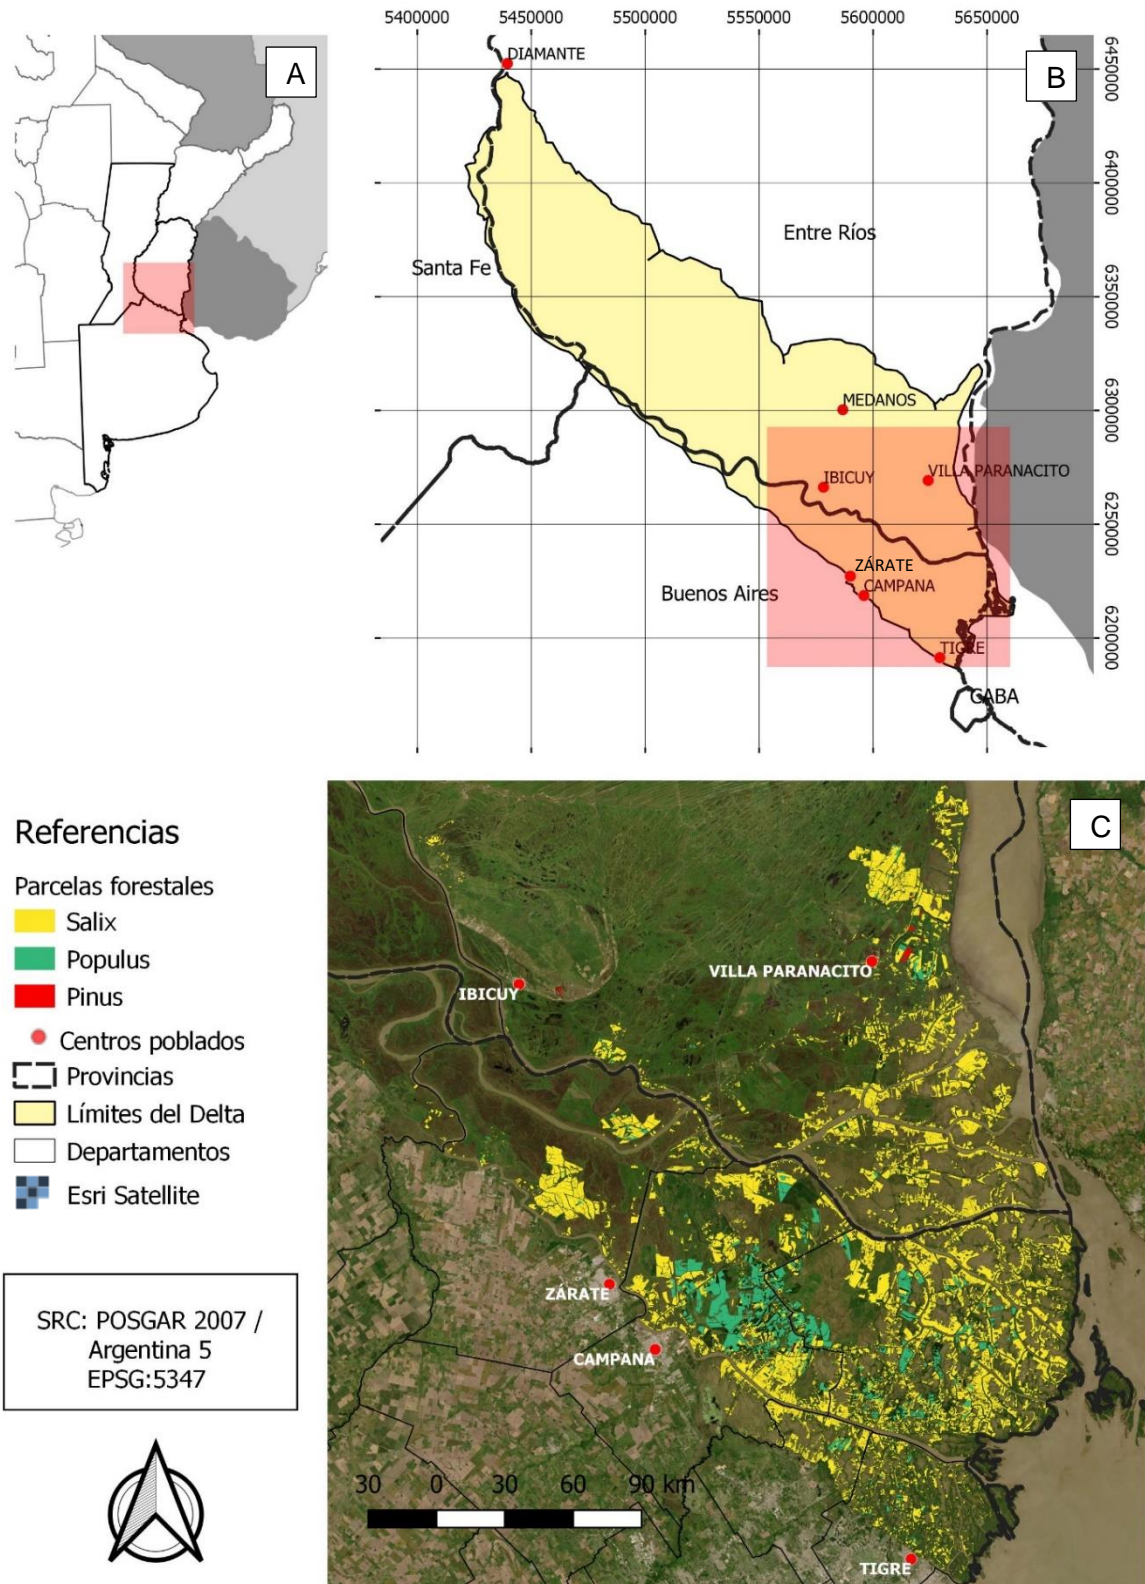 A
5400000 5450000 5500000 5550000 5600000 5650000
B
DIAMANTE
6450000
6400000
Entre Ríos
Santa Fe
6350000
MEDANOS
6300000
IBICUY
VILLA PARANACITO
6250000
ZÁRATE
CAMPANA
Buenos Aires
6200000
TIGRE
CABA
Referencias
Parcelas forestales
Salix
Populus
Pinus
Centros poblados
Provincias
Límites del Delta
Departamentos
Esri Satellite
SRC: POSGAR 2007 /
Argentina 5
EPSG:5347
C
VILLA PARANACITO
IBICUY
ZÁRATE
CAMPANA
30 0 30 60 90 km
TIGRE